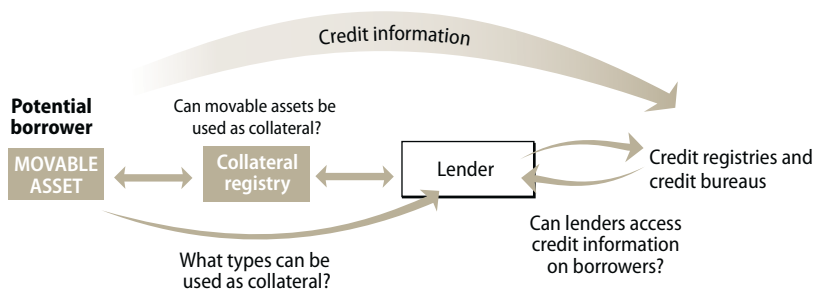 Credit information
Potential
borrower
Can movable assets be
used as collateral?
MOVABLE
ASSET
Collateral
registry
Lender
Credit registries and
credit bureaus
What types can be
used as collateral?
Can lenders access
credit information
on borrowers?